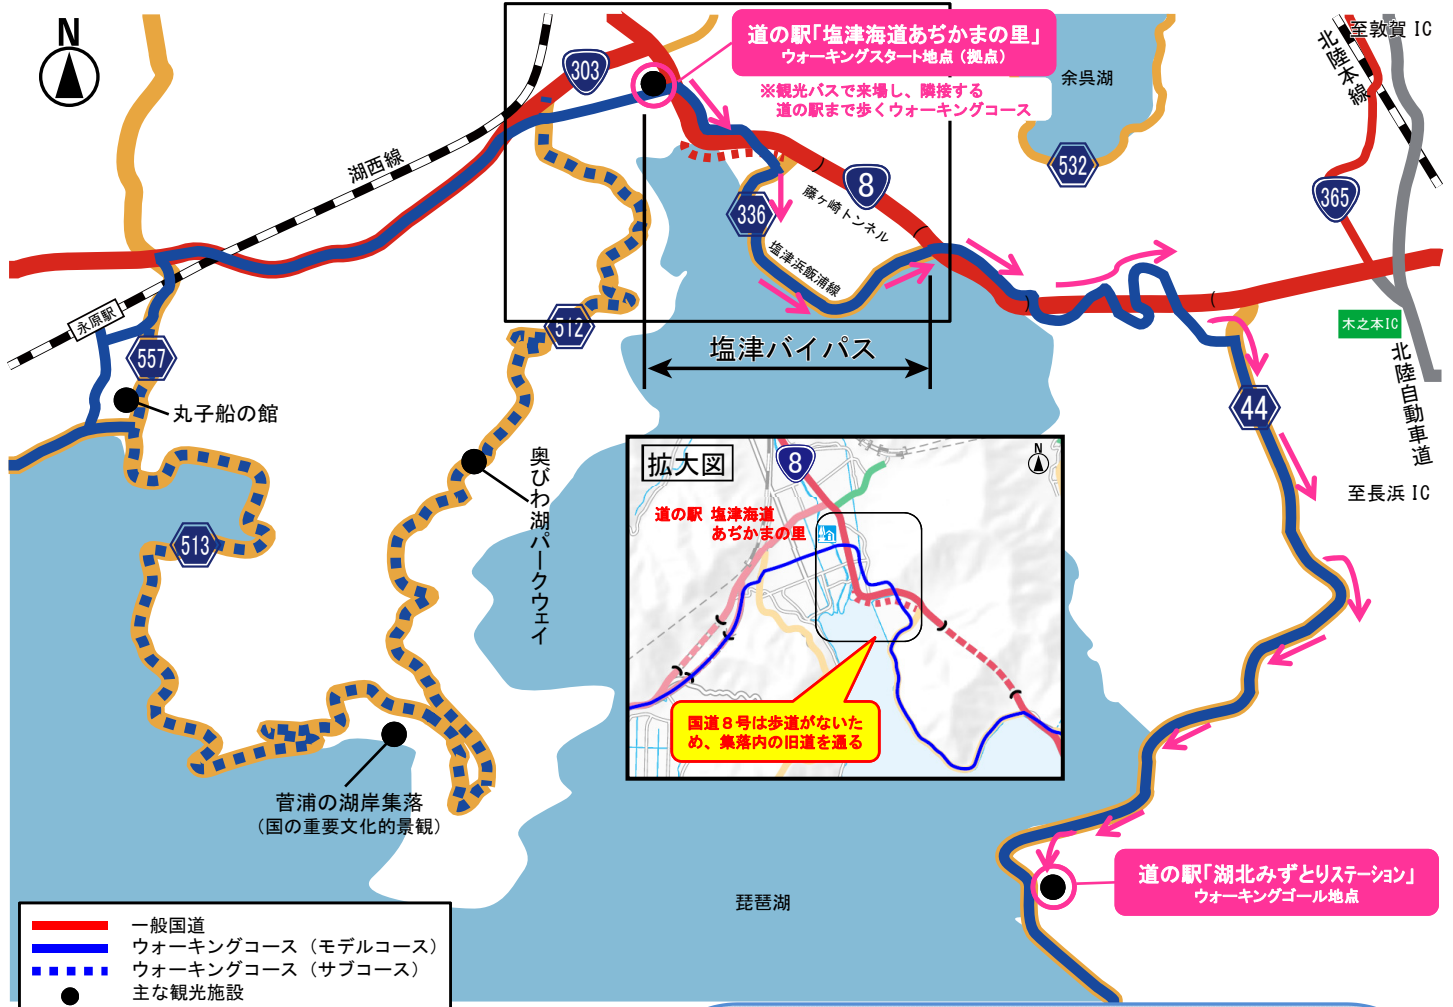 N
303
道の駅「塩津海道あぢかまの里」
ウォーキングスタート地点(拠点)
※観光バスで来場し、隣接する
道の駅まで歩くウォーキングコース
余呉湖
532
北陸本線
至敦賀 IC
365
湖西線
8
藤ヶ崎トンネル
336
塩津浜飯浦線
永原駅
557
512
塩津バイパス
木之本IC
北陸自動車道
44
丸子船の館
奥びわ湖パークウェイ
至長浜 IC
513
拡大図
8
N
道の駅 塩津海道
あぢかまの里
国道8号は歩道がないた
め、集落内の旧道を通る
菅浦の湖岸集落
(国の重要文化的景観)
琵琶湖
道の駅「湖北みずとりステーション」
ウォーキングゴール地点
一般国道
ウォーキングコース(モデルコース)
ウォーキングコース(サブコース)
主な観光施設